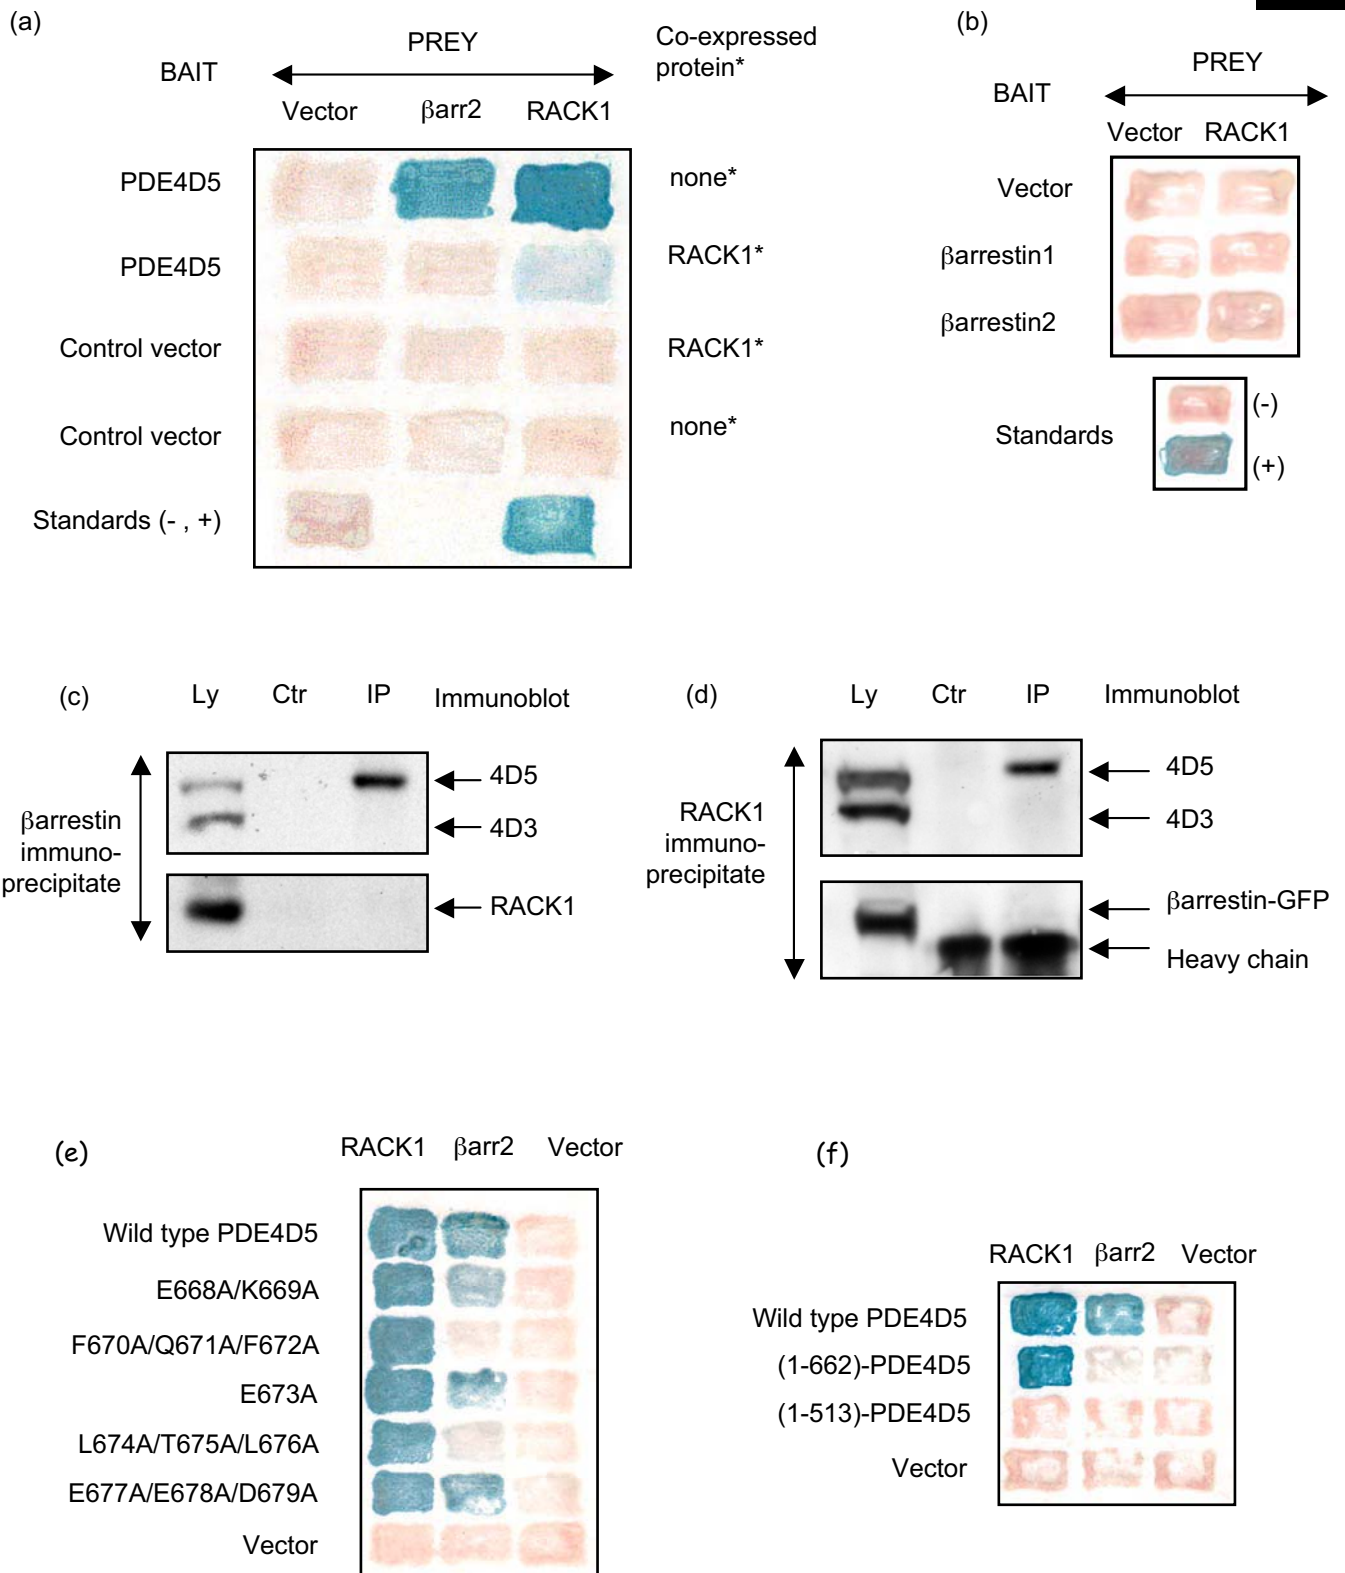 (a)
PREY
Co-expressed
protein*
BAIT
Vector βarr2 RACK1
PDE4D5 none*
PDE4D5 RACK1*
Control vector RACK1*
Control vector none*
Standards (- , +)
(b)
PREY
BAIT
Vector RACK1
Vector
βarrestin1
βarrestin2
Standards
(-)
(+)
(c) Ly Ctr IP Immunoblot
βarrestin
immuno-
precipitate
4D5
4D3
RACK1
(d) Ly Ctr IP Immunoblot
RACK1
immuno-
precipitate
4D5
4D3
βarrestin-GFP
Heavy chain
(e)
RACK1 βarr2 Vector
Wild type PDE4D5
E668A/K669A
F670A/Q671A/F672A
E673A
L674A/T675A/L676A
E677A/E678A/D679A
Vector
(f)
RACK1 βarr2 Vector
Wild type PDE4D5
(1-662)-PDE4D5
(1-513)-PDE4D5
Vector